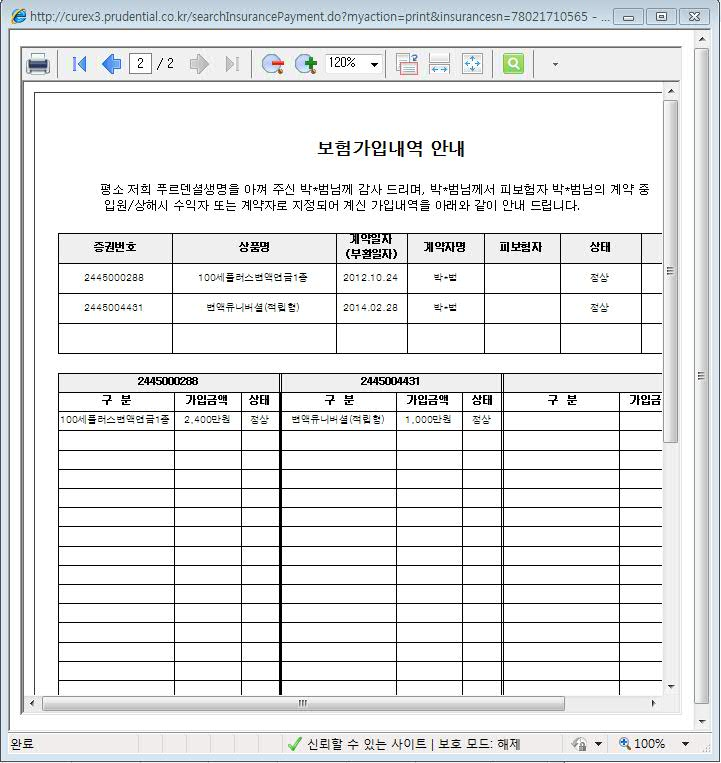 http://curex3.prudential.co.kr/searchInsurancePayment.do?myaction=print&insurancesn=78021710565 - ...
2 / 2 120%
보험가입내역 안내
평소 저희 푸르덴셜생명을 아껴 주신 박*범님께 감사 드리며, 박*범님께서 피보험자 박*범님의 계약 중
입원/상해시 수익자 또는 계약자로 지정되어 계신 가입내역을 아래와 같이 안내 드립니다.
증권번호 상품명 계약일자 (부활일자) 계약자명 피보험자 상태
2445000288 100세플러스변액연금1종 2012.10.24 박*범 정상
2445004431 변액유니버셜(적립형) 2014.02.28 박*범 정상
2445000288 2445004431
구 분 가입금액 상태 구 분 가입금액 상태 구 분 가입금
100세플러스변액연금1종 2,400만원 정상 변액유니버셜(적립형) 1,000만원 정상
완료 신뢰할 수 있는 사이트 | 보호 모드: 해제 100%